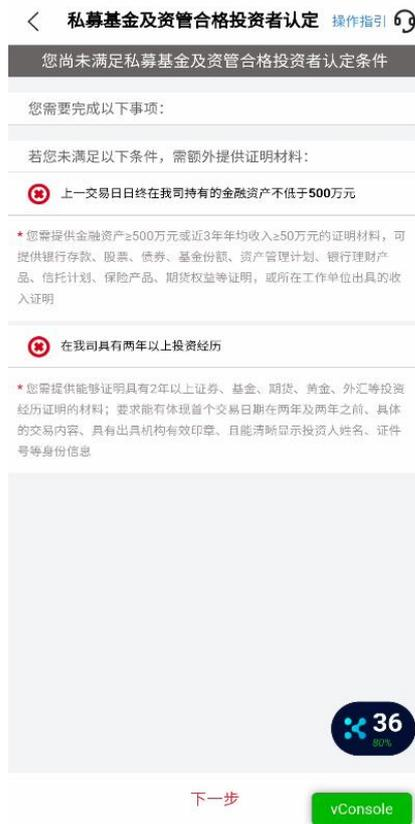 私募基金及资管合格投资者认定 操作指引
您尚未满足私募基金及资管合格投资者认定条件
您需要完成以下事项：
若您未满足以下条件，需额外提供证明材料：
上一交易日日终在我司持有的金融资产不低于500万元
* 您需提供金融资产≥500万元或近3年年均收入≥50万元的证明材料，可
提供银行存款、股票、债券、基金份额、资产管理计划、银行理财产
品、信托计划、保险产品、期货权益等证明，或所在工作单位出具的收
入证明
在我司具有两年以上投资经历
* 您需提供能够证明具有2年以上证券、基金、期货、黄金、外汇等投资
经历证明的材料；要求能有体现首个交易日期在两年及两年之前、具体
的交易内容、具有出具机构有效印章、且能清晰显示投资人姓名、证件
号等身份信息
36
80%
下一步
vConsole